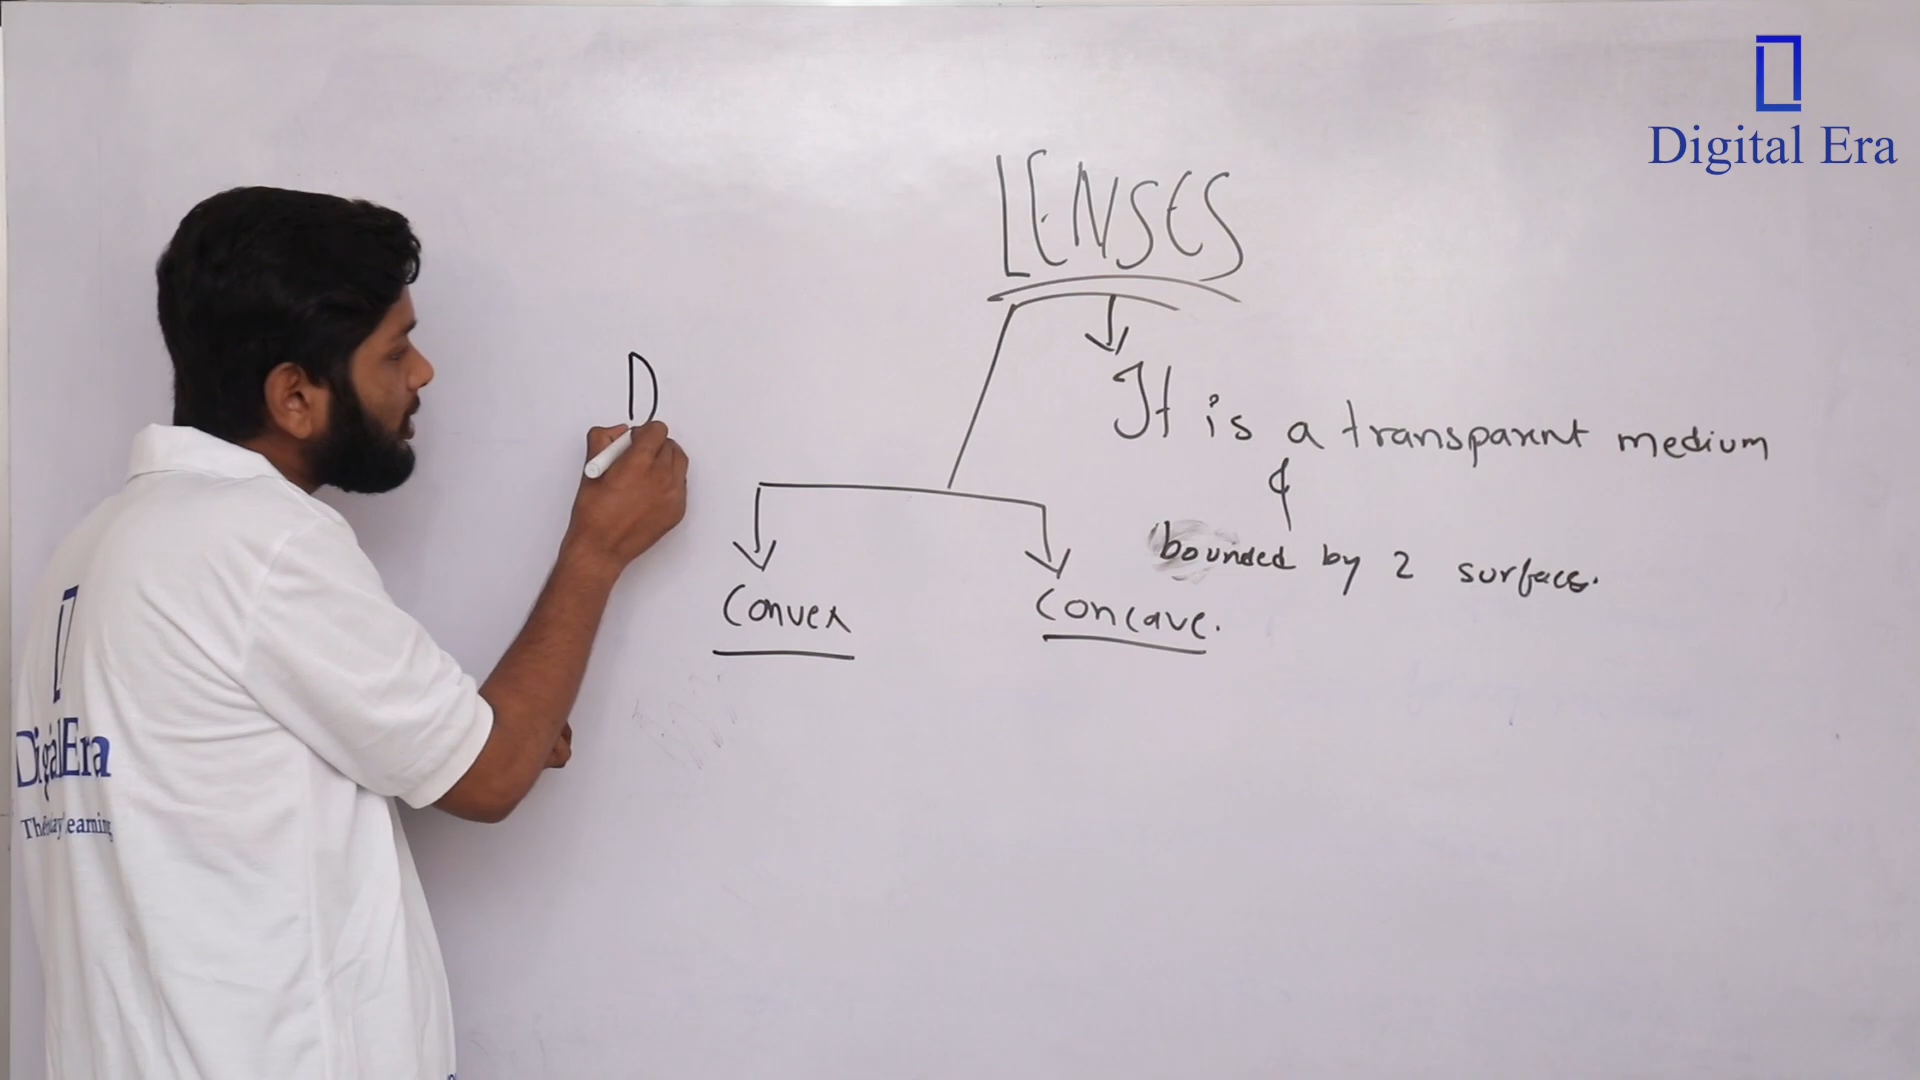 Digital Era
LENSES
It is a transparent medium
&
bounded by 2 surfaces.
Convex
Concave.
D
Digital Era